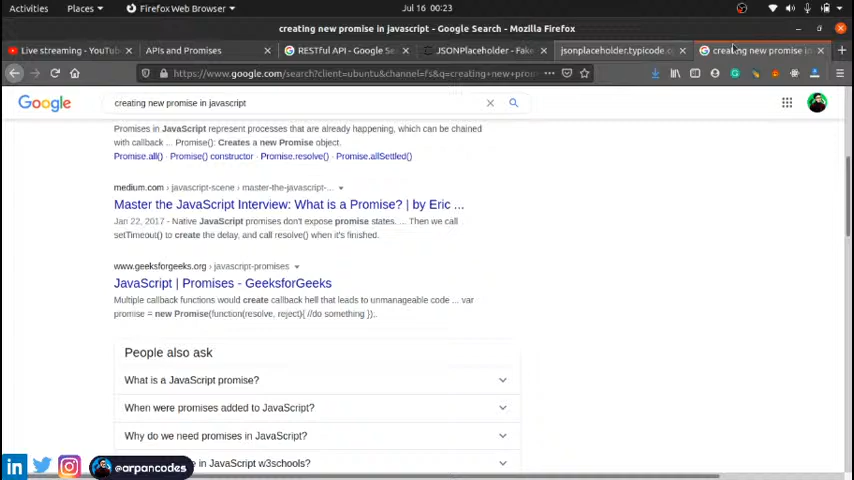 Activities
Places
Firefox Web Browser
Jul 16 00:23
creating new promise in javascript - Google Search - Mozilla Firefox
Live streaming - YouTub
APIs and Promises
RESTful API - Google Se
JSONPlaceholder - Fake
jsonplaceholder.typicode.c
creating new promise in
https://www.google.com/search?client=ubuntu&channel=fs&q=creating+new+pro
Google
creating new promise in javascript
Promises in JavaScript represent processes that are already happening, which can be chained
with callback ... Promise(): Creates a new Promise object.
Promise.all() · Promise() constructor · Promise.resolve() · Promise.allSettled()
medium.com › javascript-scene › master-the-javascript-...
Master the JavaScript Interview: What is a Promise? | by Eric ...
Jan 22, 2017 - Native JavaScript promises don't expose promise states. ... Then we call
setTimeout() to create the delay, and call resolve() when it's finished.
www.geeksforgeeks.org › javascript-promises
JavaScript | Promises - GeeksforGeeks
Multiple callback functions would create callback hell that leads to unmanageable code ... var
promise = new Promise(function(resolve, reject){ //do something });.
People also ask
What is a JavaScript promise?
When were promises added to JavaScript?
Why do we need promises in JavaScript?
e in JavaScript w3schools?
in
@arpancodes